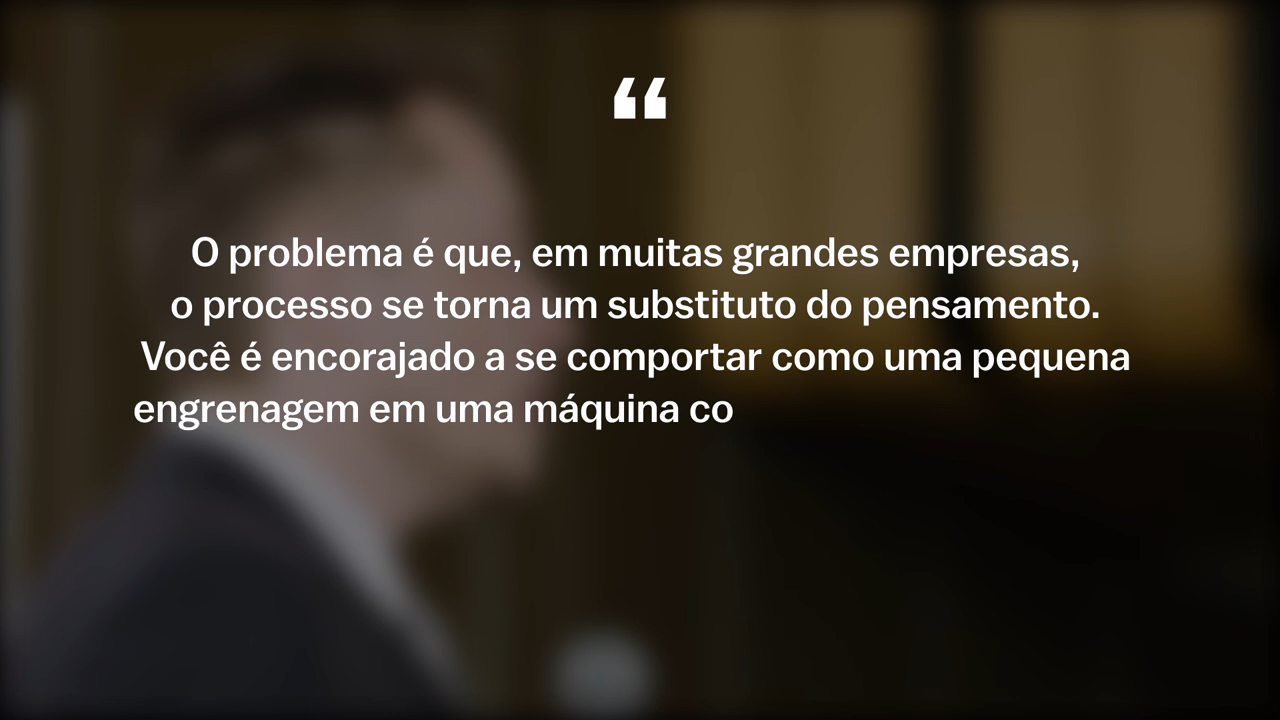 “
O problema é que, em muitas grandes empresas,
o processo se torna um substituto do pensamento.
Você é encorajado a se comportar como uma pequena
engrenagem em uma máquina co